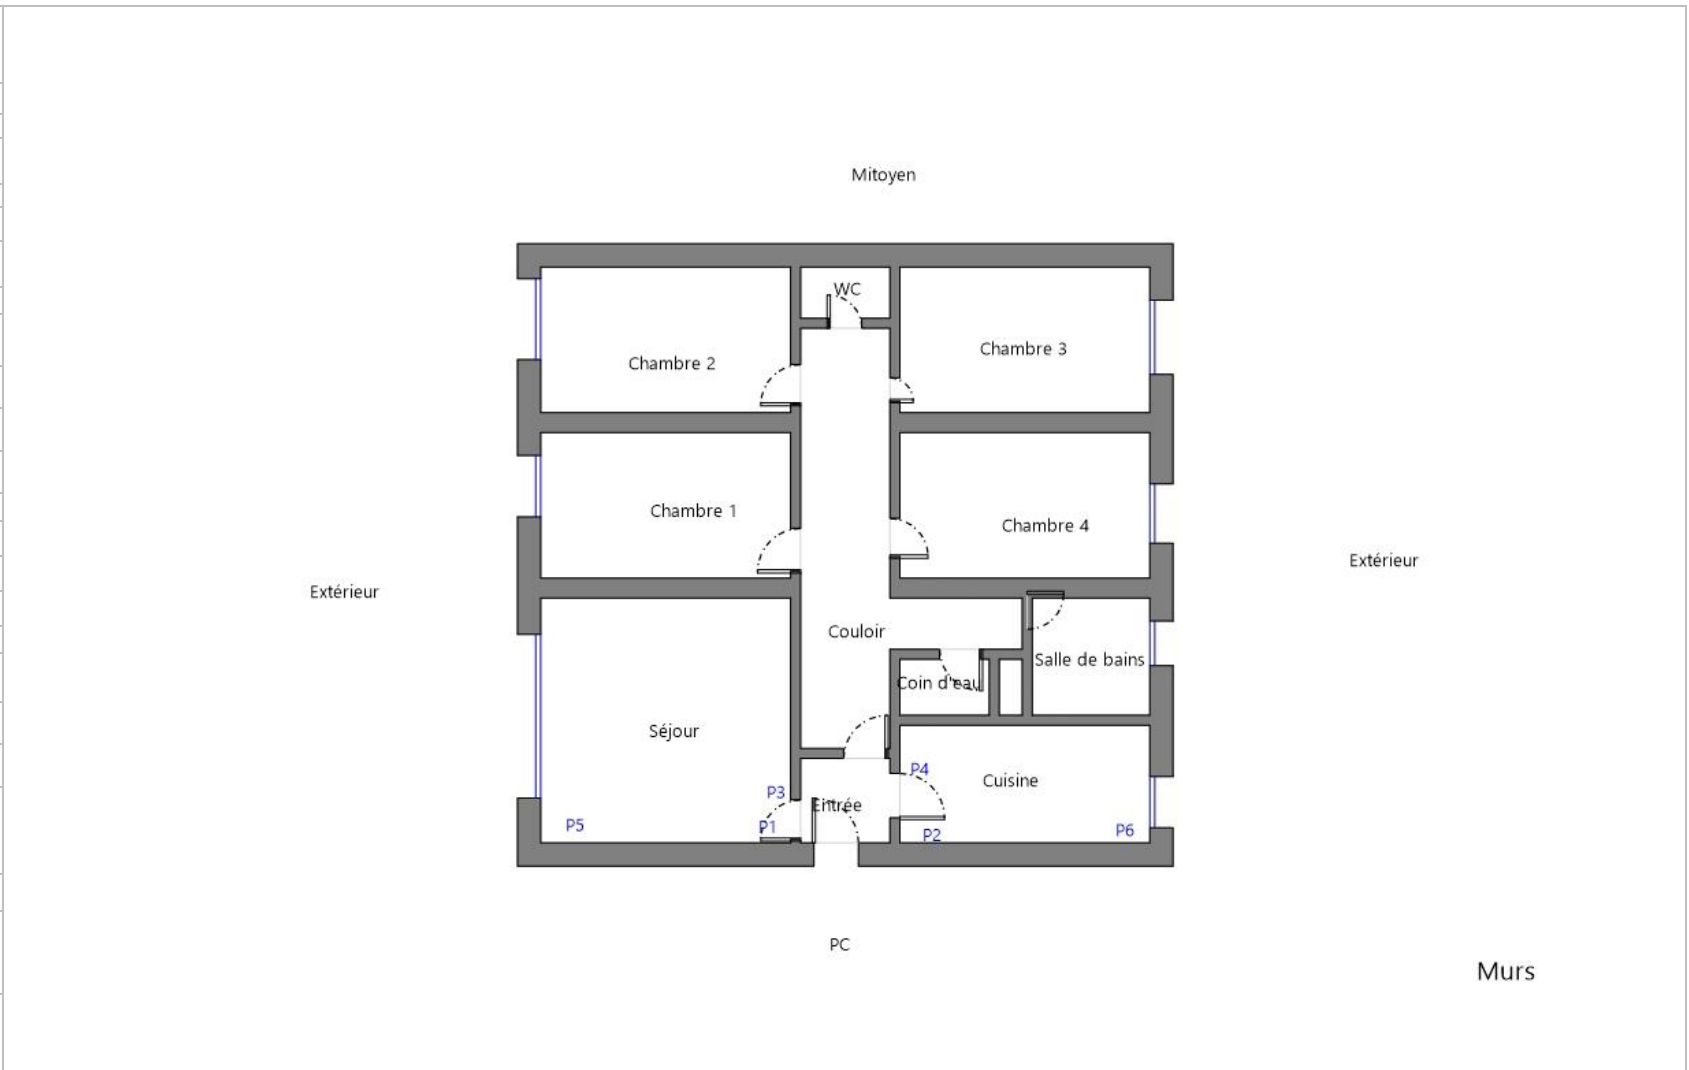 Mitoyen
WC
Chambre 2
Chambre 3
Chambre 1
Chambre 4
Extérieur
Extérieur
Couloir
Salle de bains
Coin d'eau
Séjour
Cuisine
P4
P3
Entrée
P5
P1
P2
P6
PC
Murs